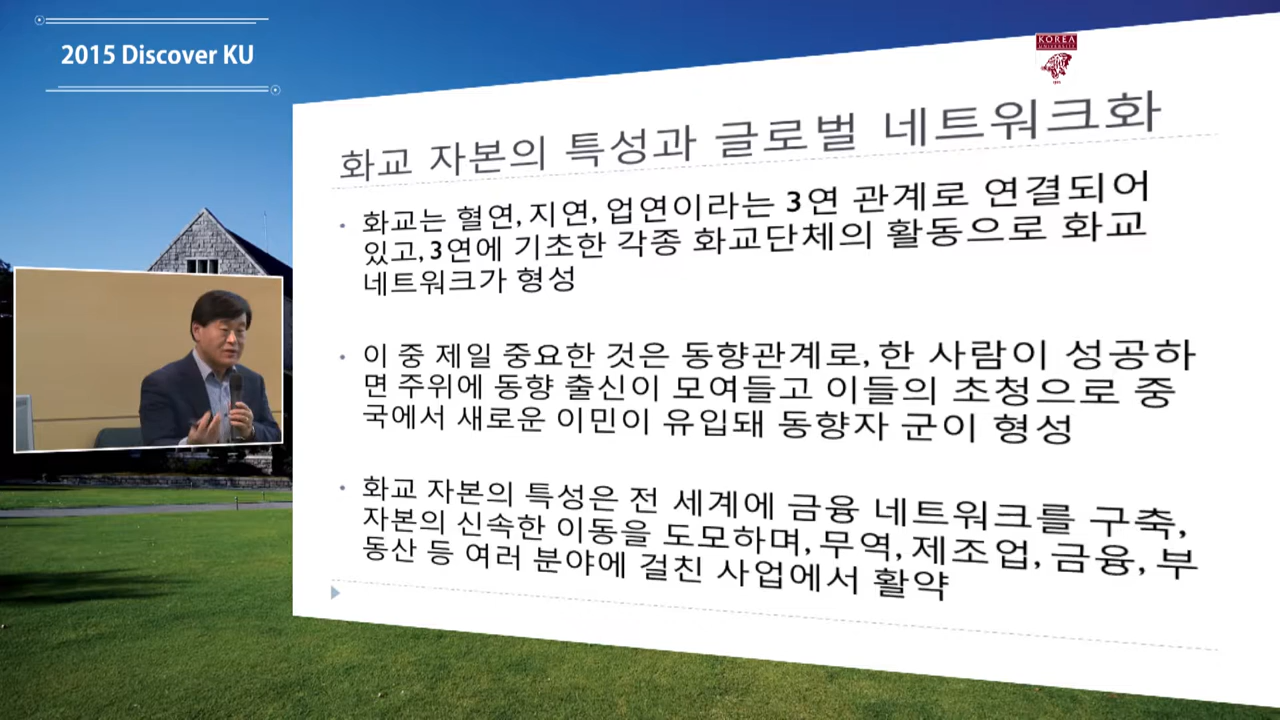 2015 Discover KU
KOREA
UNIVERSITY
화교 자본의 특성과 글로벌 네트워크화
• 화교는 혈연, 지연, 업연이라는 3연 관계로 연결되어
있고, 3연에 기초한 각종 화교단체의 활동으로 화교
네트워크가 형성
• 이 중 제일 중요한 것은 동향관계로, 한 사람이 성공하
면 주위에 동향 출신이 모여들고 이들의 초청으로 중
국에서 새로운 이민이 유입돼 동향자 군이 형성
• 화교 자본의 특성은 전 세계에 금융 네트워크를 구축,
자본의 신속한 이동을 도모하며, 무역, 제조업, 금융, 부
동산 등 여러 분야에 걸친 사업에서 활약